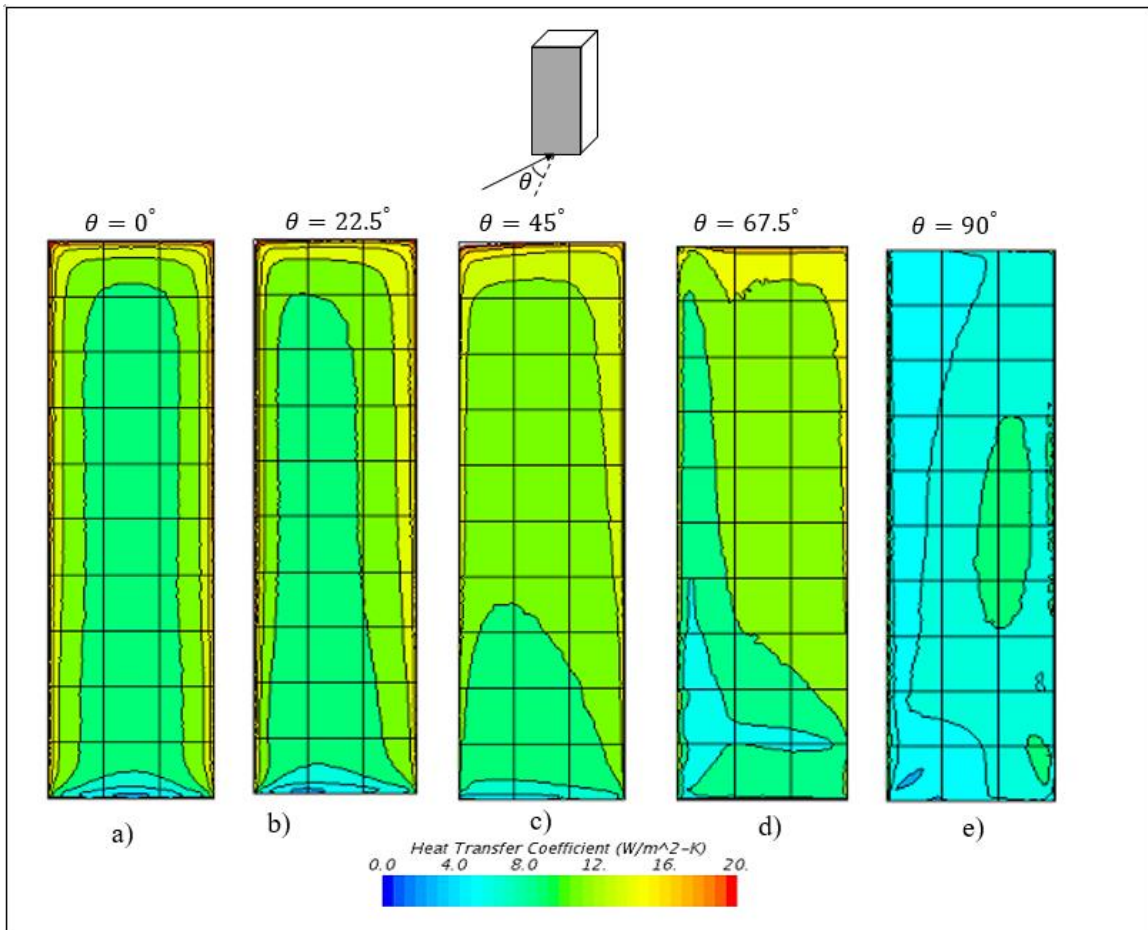 θ
θ = 0° θ = 22.5° θ = 45° θ = 67.5° θ = 90°
a) b) c) d) e)
Heat Transfer Coefficient (W/m^2-K)
0.0 4.0 8.0 12. 16. 20.